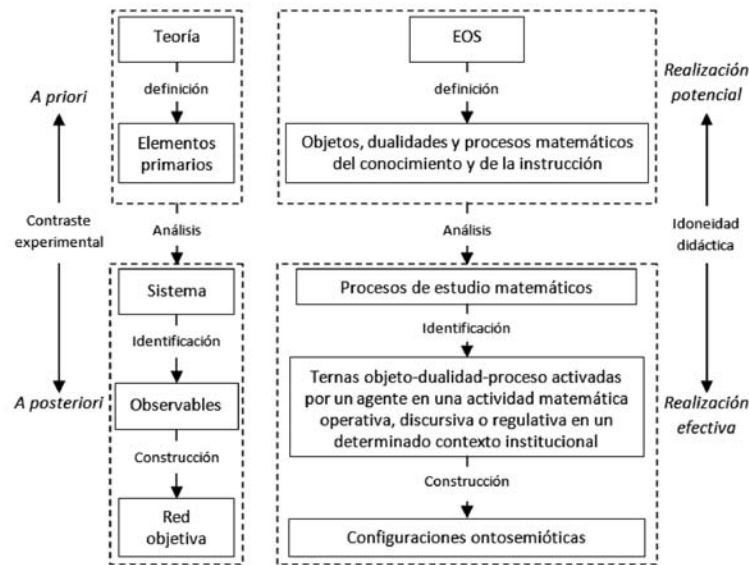 Teoría
EOS
Realización
potencial
A priori
definición
definición
Elementos
primarios
Objetos, dualidades y procesos matemáticos
del conocimiento y de la instrucción
Contraste
experimental
Análisis
Análisis
Idoneidad
didáctica
Sistema
Procesos de estudio matemáticos
Identificación
Identificación
A posteriori
Observables
Ternas objeto-dualidad-proceso activadas
por un agente en una actividad matemática
operativa, discursiva o regulativa en un
determinado contexto institucional
Realización
efectiva
Construcción
Construcción
Red
objetiva
Configuraciones ontosemióticas